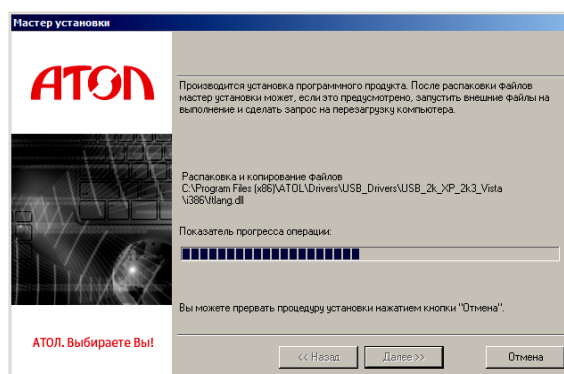 Мастер установки
АТОЛ
Производится установка программного продукта. После распаковки файлов
мастер установки может, если это предусмотрено, запустить внешние файлы на
выполнение и сделать запрос на перезагрузку компьютера.
Распаковка и копирование файлов
C:\Program Files (x86)\ATOL\Drivers\USB_Drivers\USB_2k_XP_2k3_Vista
\i386\ftlang.dll
Показатель прогресса операции:
Вы можете прервать процедуру установки нажатием кнопки "Отмена".
АТОЛ. Выбираете Вы!
<< Назад
Далее >>
Отмена